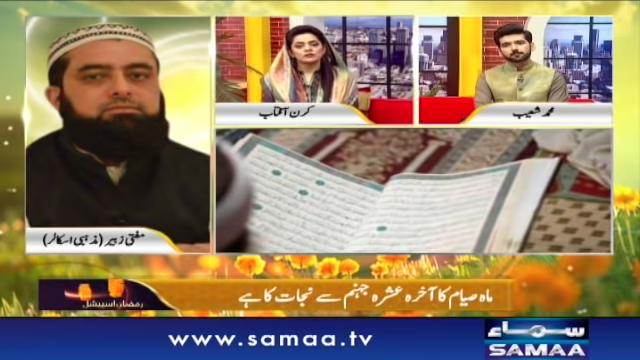 کرن آفتاب
محمد شعیب
مفتی زبیر (مذہبی اسکالر)
ماہ صیام کا آخرہ عشرہ جہنم سے نجات کا ہے
رمضان اسپیشل
www.samaa.tv
سماء
SAMAA